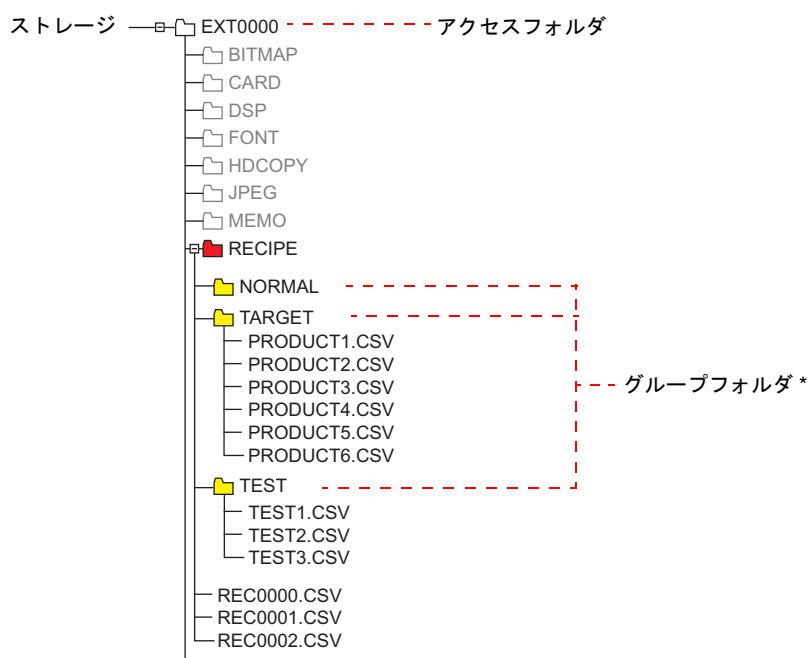 ストレージ EXT0000 アクセスフォルダ
BITMAP
CARD
DSP
FONT
HDCOPY
JPEG
MEMO
RECIPE
NORMAL
TARGET
PRODUCT1.CSV
PRODUCT2.CSV
PRODUCT3.CSV
グループフォルダ *
PRODUCT4.CSV
PRODUCT5.CSV
PRODUCT6.CSV
TEST
TEST1.CSV
TEST2.CSV
TEST3.CSV
REC0000.CSV
REC0001.CSV
REC0002.CSV